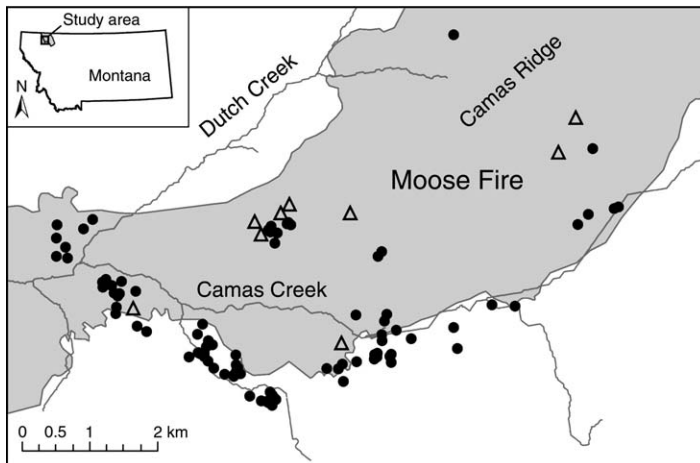 Study area
Montana
N
Dutch Creek
Camas Ridge
Moose Fire
Camas Creek
0 0.5 1 2 km